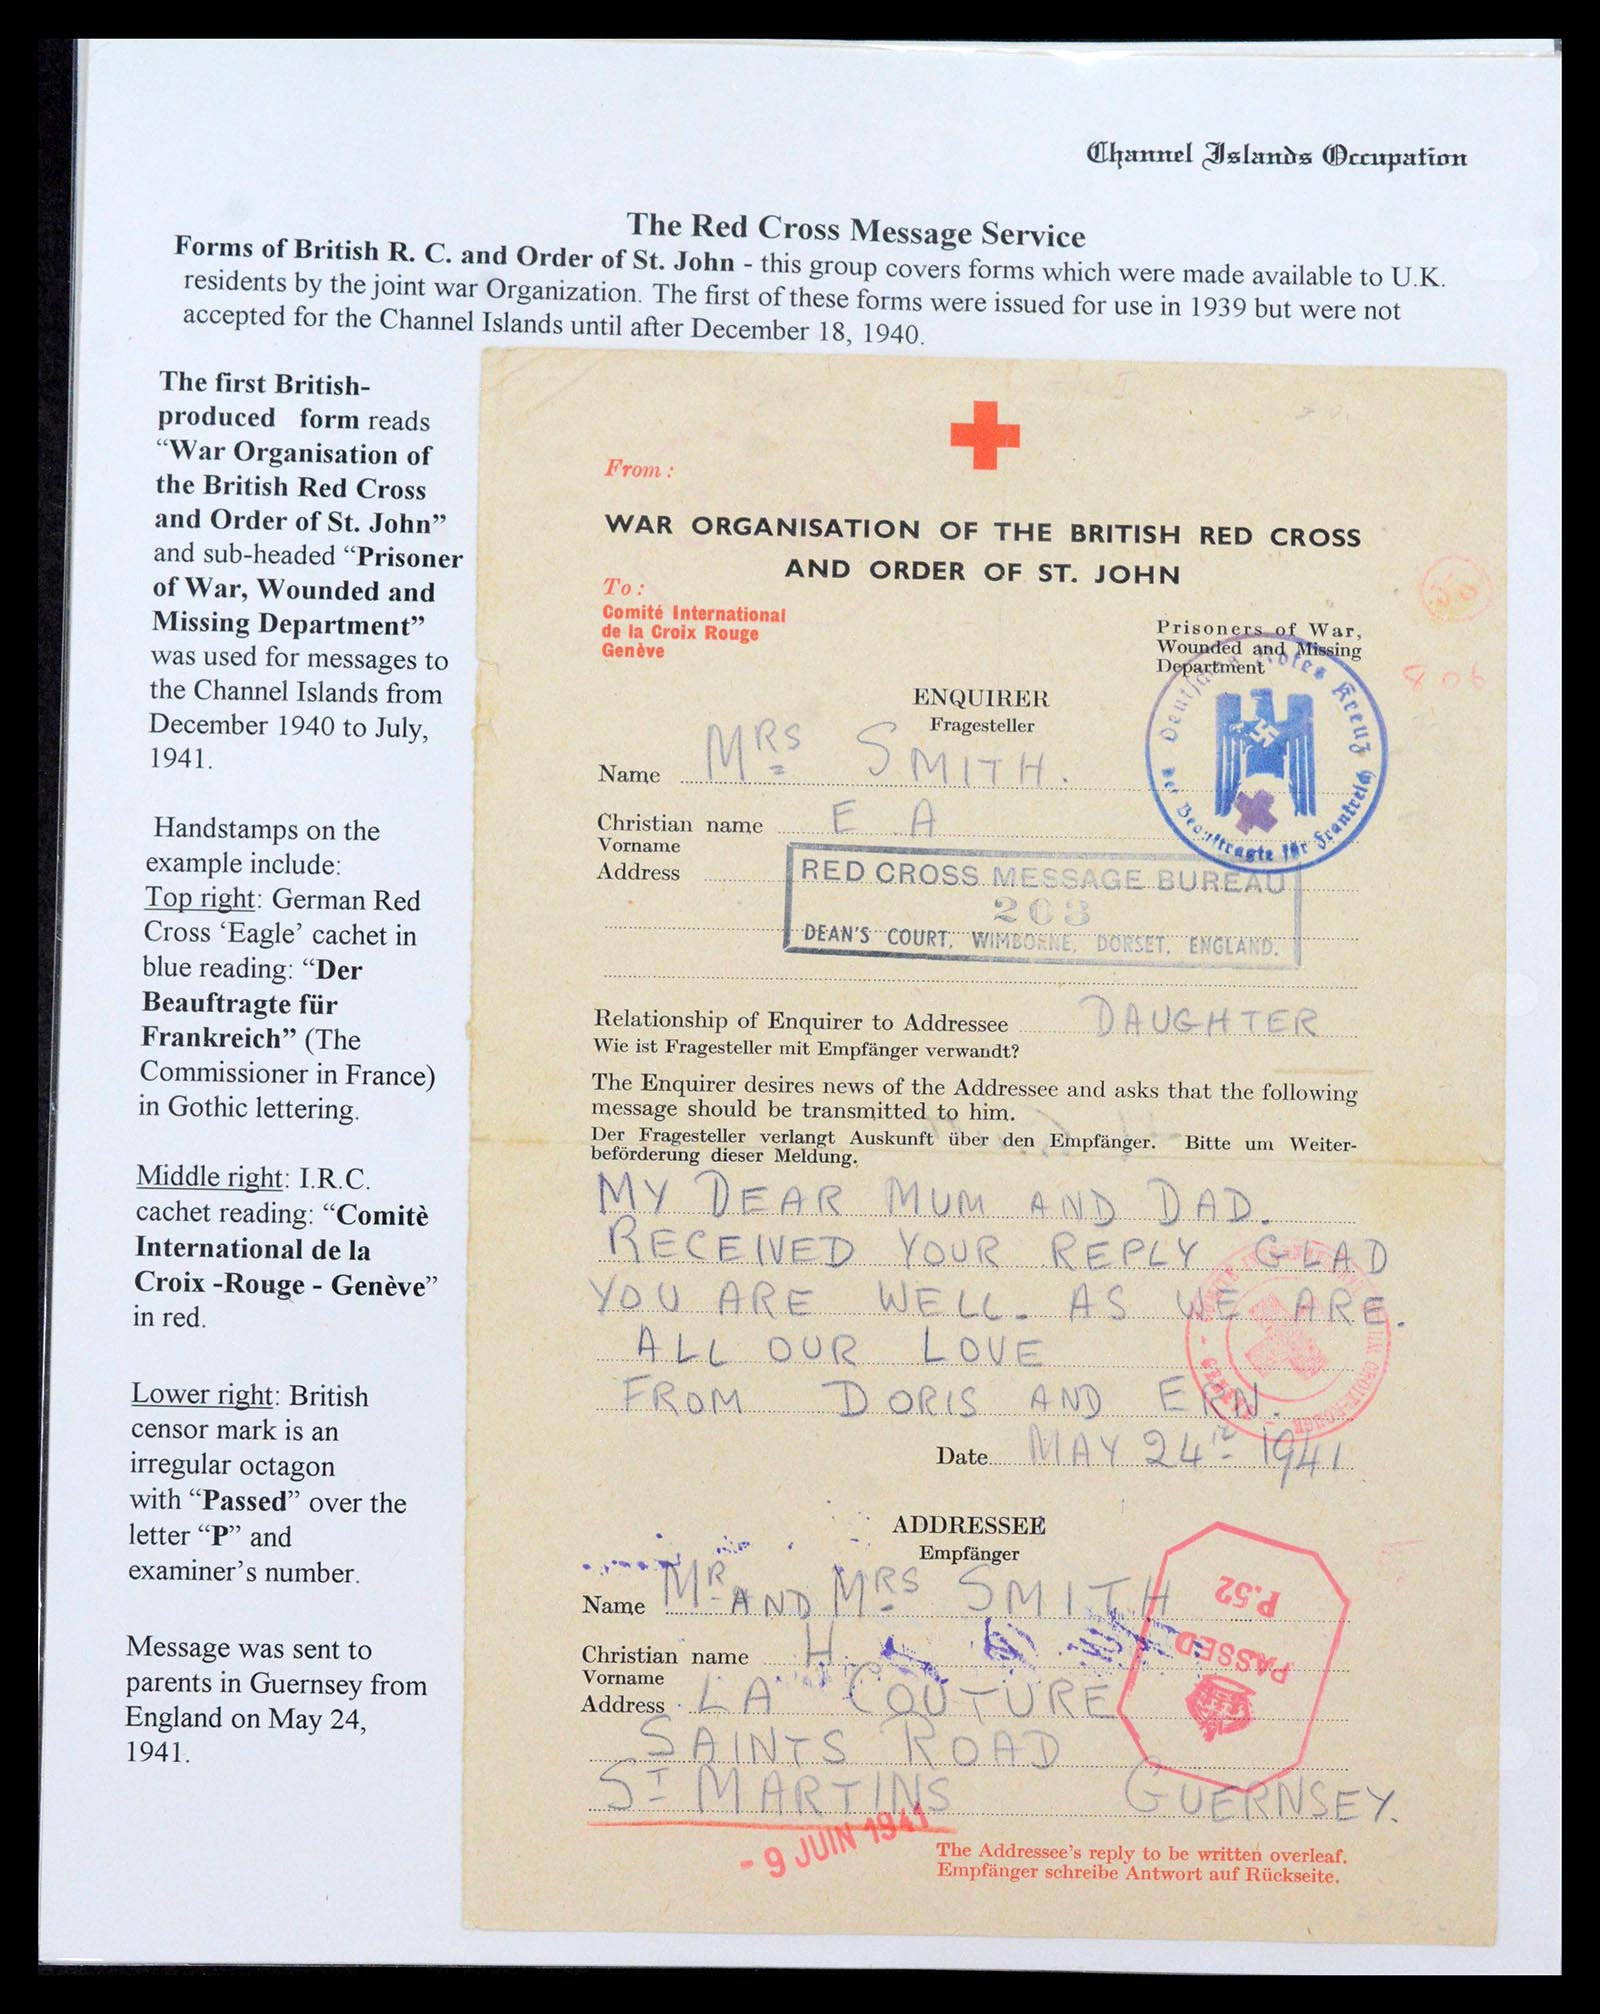 Channel Islands Occupation
The Red Cross Message Service
Forms of British R. C. and Order of St. John - this group covers forms which were made available to U.K.
residents by the joint war Organization. The first of these forms were issued for use in 1939 but were not
accepted for the Channel Islands until after December 18, 1940.
The first British-
produced form reads
“War Organisation of
the British Red Cross
and Order of St. John”
and sub-headed “Prisoner
of War, Wounded and
Missing Department”
was used for messages to
the Channel Islands from
December 1940 to July,
1941.
Handstamps on the
example include:
Top right: German Red
Cross ‘Eagle’ cachet in
blue reading: “Der
Beauftragte für
Frankreich” (The
Commissioner in France)
in Gothic lettering.
Middle right: I.R.C.
cachet reading: “Comitè
International de la
Croix -Rouge - Genève”
in red.
Lower right: British
censor mark is an
irregular octagon
with “Passed” over the
letter “P” and
examiner’s number.
Message was sent to
parents in Guernsey from
England on May 24,
1941.
From:
WAR ORGANISATION OF THE BRITISH RED CROSS
AND ORDER OF ST. JOHN
To:
Comité International
de la Croix Rouge
Genève
Prisoners of War,
Wounded and Missing
Department
806
Deutsches Rotes Kreuz
Der Beauftragte für Frankreich
ENQUIRER
Fragesteller
Name MRS SMITH.
Christian name E A
Vorname
Address
RED CROSS MESSAGE BUREAU
203
DEAN'S COURT, WIMBORNE, DORSET, ENGLAND.
Relationship of Enquirer to Addressee DAUGHTER
Wie ist Fragesteller mit Empfänger verwandt?
The Enquirer desires news of the Addressee and asks that the following
message should be transmitted to him.
Der Fragesteller verlangt Auskunft über den Empfänger. Bitte um Weiter-
beförderung dieser Meldung.
MY DEAR MUM AND DAD.
RECEIVED YOUR REPLY GLAD
YOU ARE WELL. AS WE ARE.
ALL OUR LOVE
FROM DORIS AND ERN.
Date MAY 24th 1941
ADDRESSEE
Empfänger
Name MR AND MRS SMITH
Christian name H.
Vorname
Address LA COUTURE
SAINTS ROAD
ST MARTINS GUERNSEY.
PASSED
P.52
- 9 JUIN 1941
The Addressee's reply to be written overleaf.
Empfänger schreibe Antwort auf Rückseite.